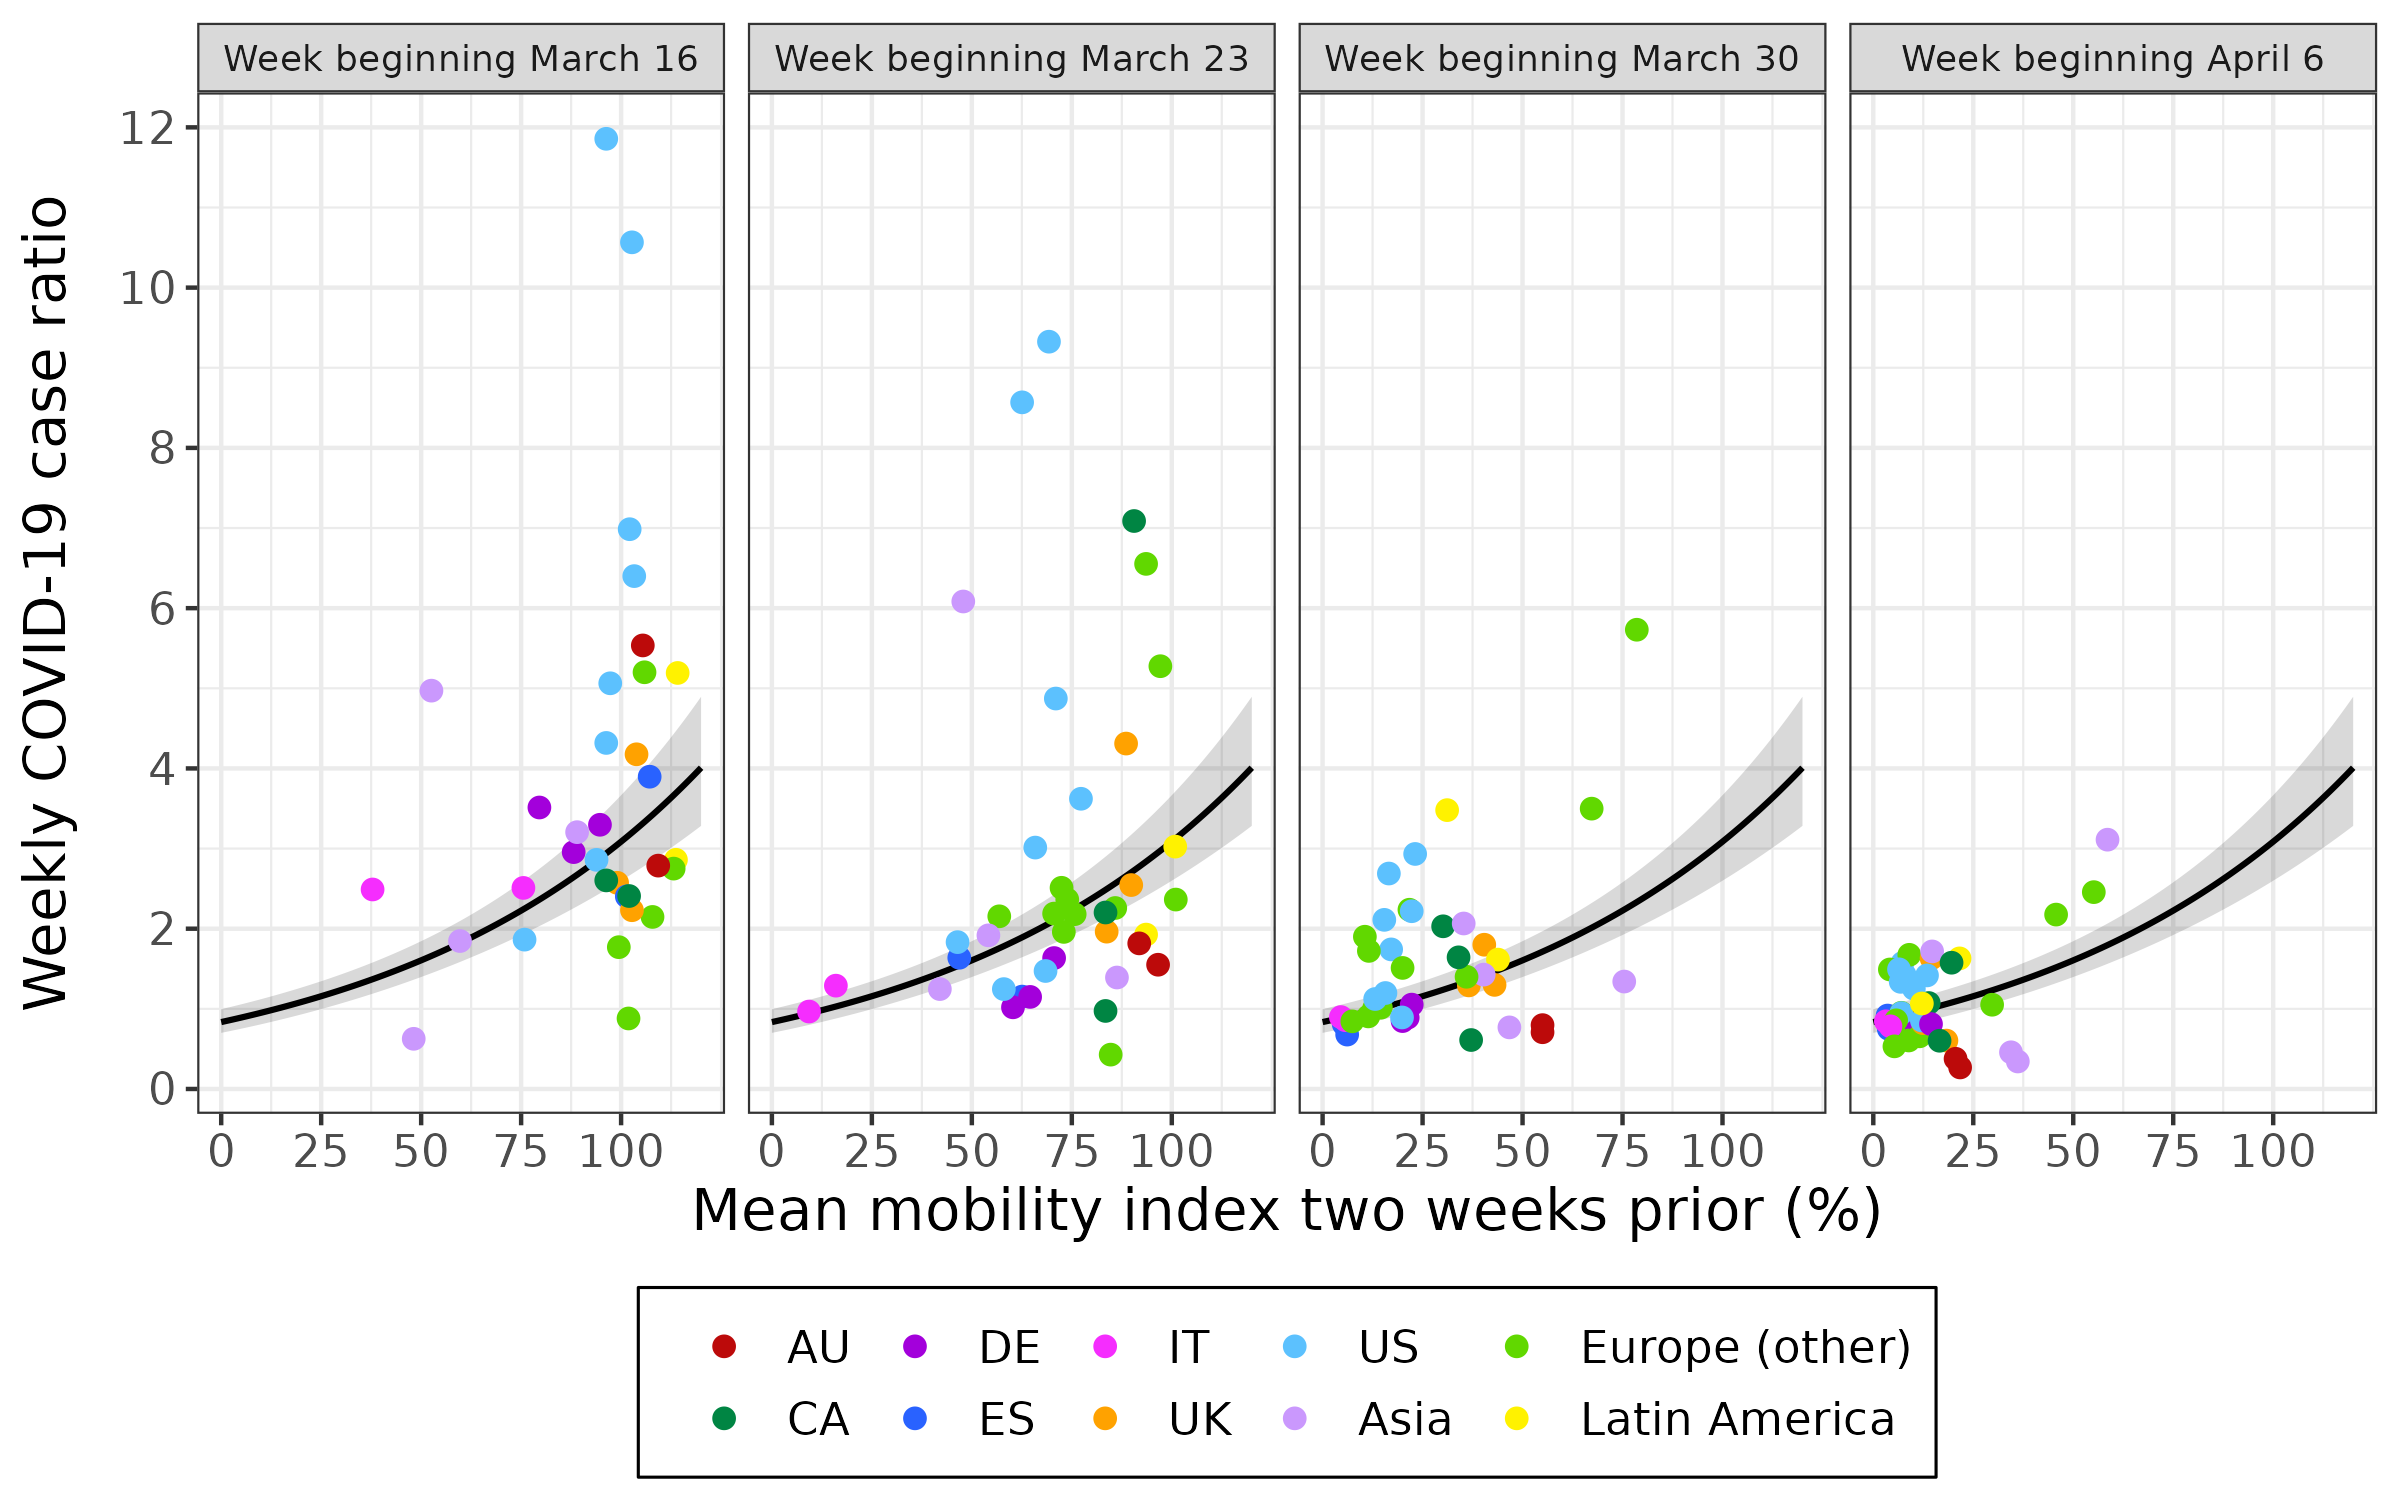 Week beginning March 16
Week beginning March 23
Week beginning March 30
Week beginning April 6
Weekly COVID-19 case ratio
12
10
8
6
4
2
0
0 25 50 75 100
0 25 50 75 100
0 25 50 75 100
0 25 50 75 100
Mean mobility index two weeks prior (%)
AU DE IT US Europe (other)
CA ES UK Asia Latin America